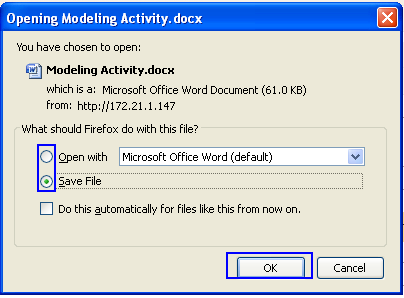 Opening Modeling Activity.docx
You have chosen to open:
Modeling Activity.docx
which is a: Microsoft Office Word Document (61.0 KB)
from: http://172.21.1.147
What should Firefox do with this file?
Open with Microsoft Office Word (default)
Save File
Do this automatically for files like this from now on.
OK Cancel